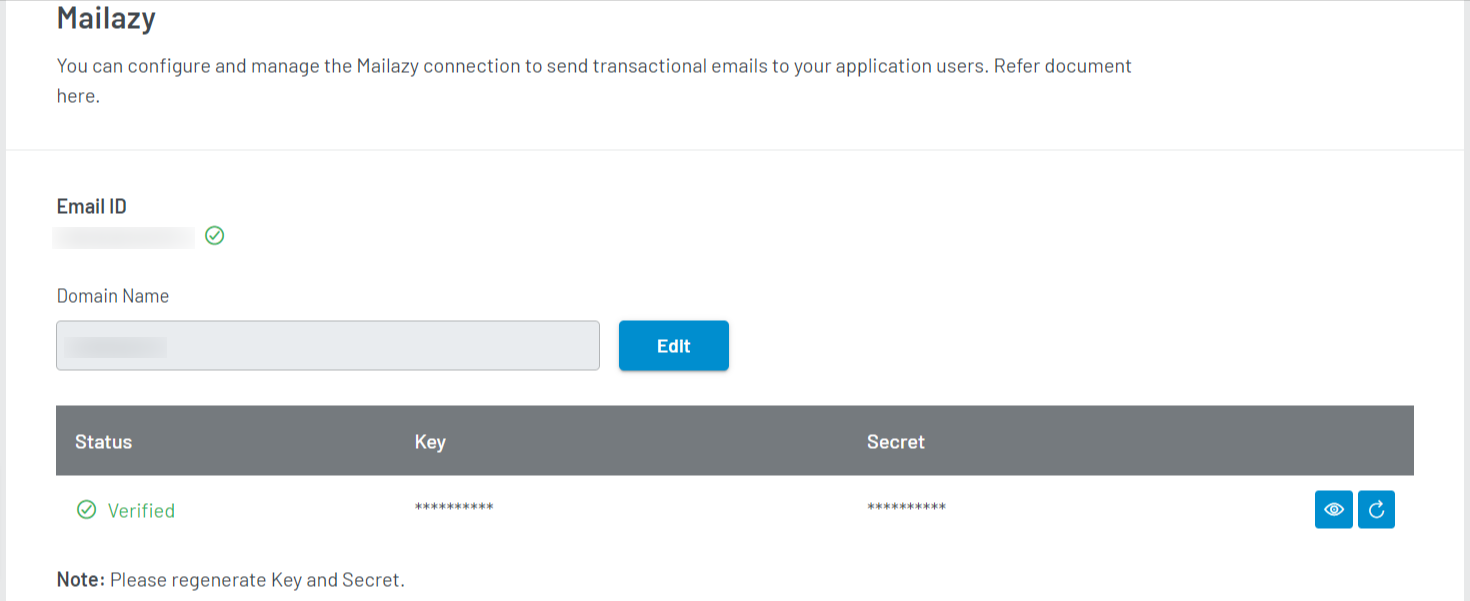 Mailazy
You can configure and manage the Mailazy connection to send transactional emails to your application users. Refer document
here.
Email ID
Domain Name
Edit
Status Key Secret
Verified ********** **********
Note: Please regenerate Key and Secret.